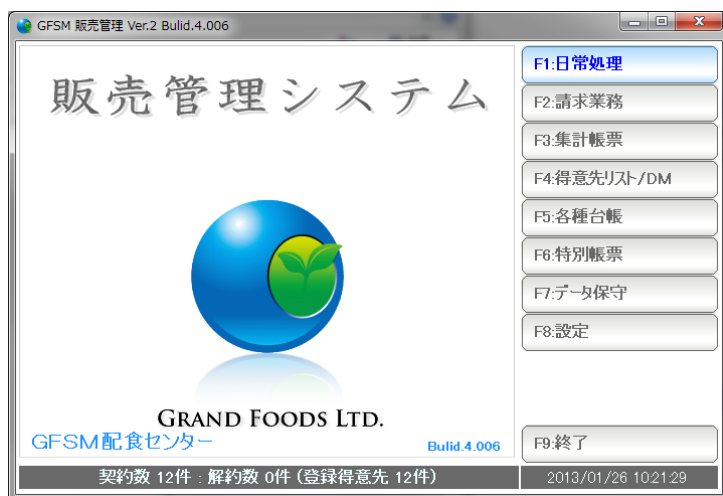 GFSM 販売管理 Ver.2 Bulid.4.006
販売管理システム
GRAND FOODS LTD.
GFSM配食センター
Bulid.4.006
F1:日常処理
F2:請求業務
F3:集計帳票
F4:得意先リスト/DM
F5:各種台帳
F6:特別帳票
F7:データ保守
F8:設定
F9:終了
契約数 12件 : 解約数 0件 (登録得意先 12件)
2013/01/26 10:21:29